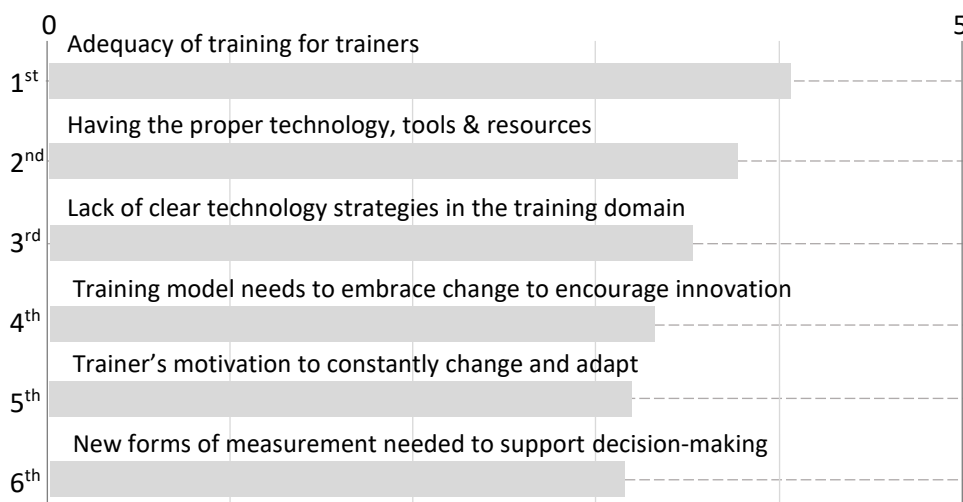 0 5
Adequacy of training for trainers
1st
Having the proper technology, tools & resources
2nd
Lack of clear technology strategies in the training domain
3rd
Training model needs to embrace change to encourage innovation
4th
Trainer’s motivation to constantly change and adapt
5th
New forms of measurement needed to support decision-making
6th